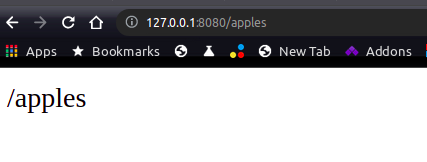 127.0.0.1:8080/apples
Apps Bookmarks New Tab Addons
/apples